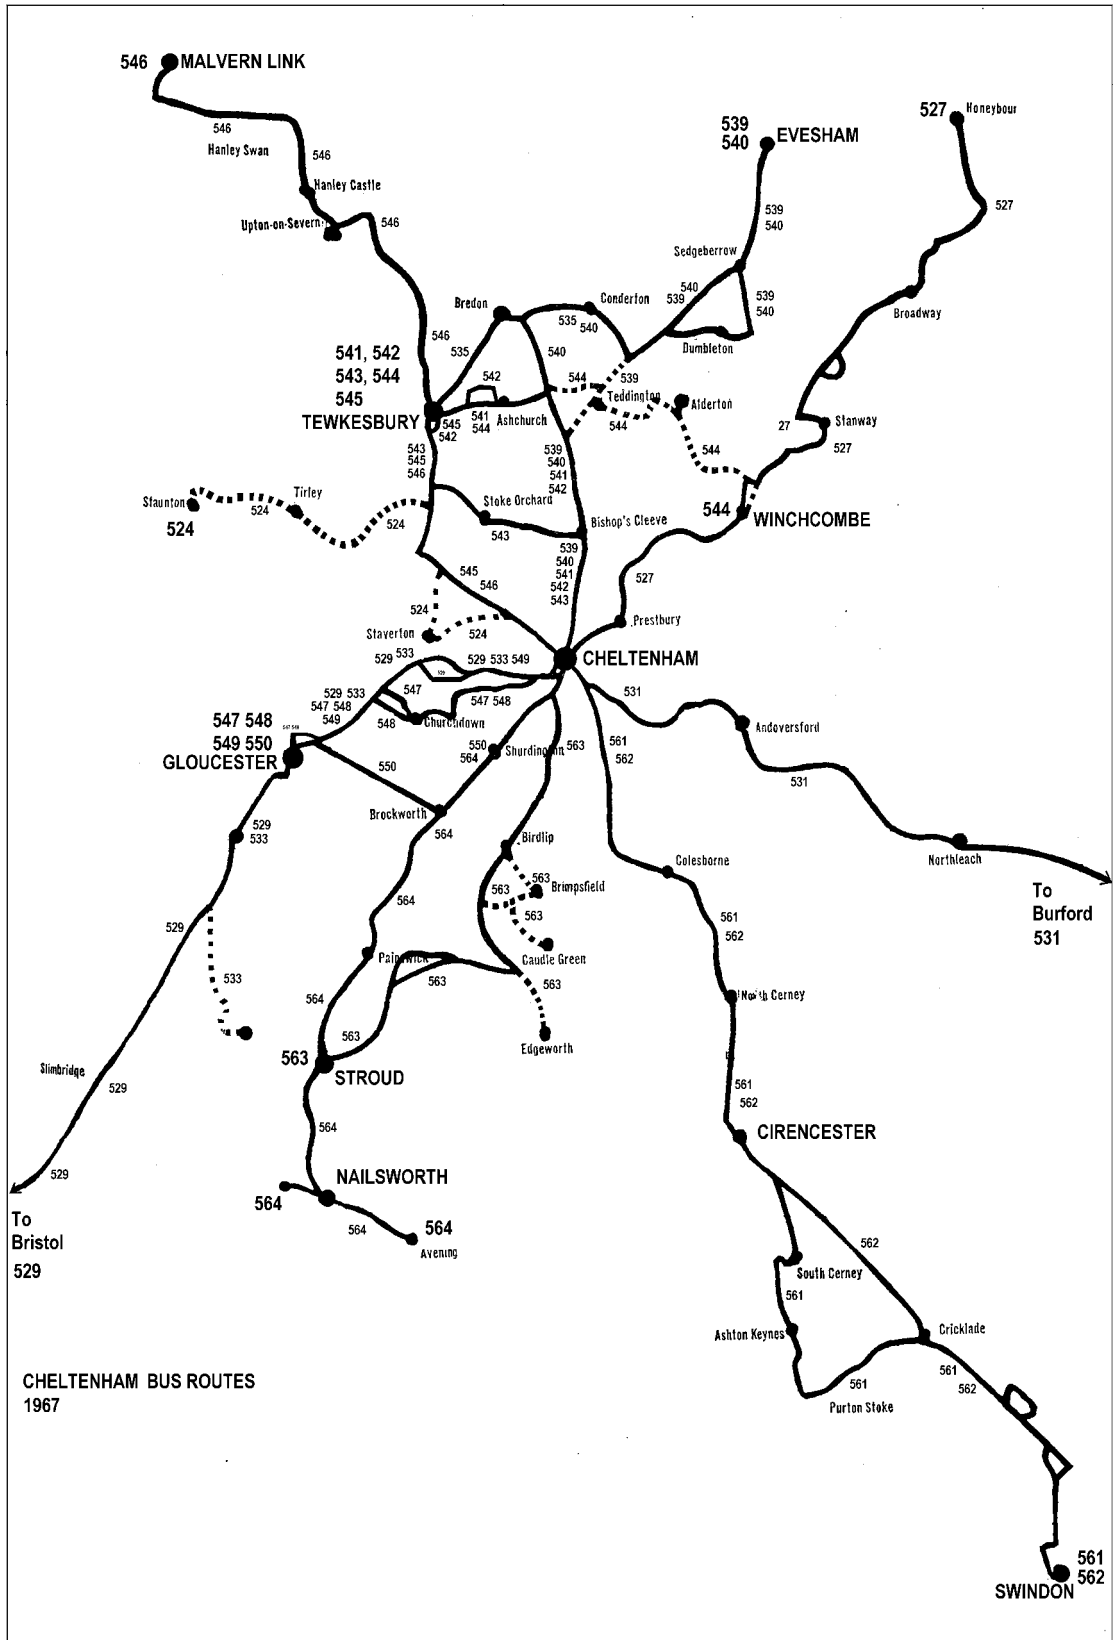 546 MALVERN LINK
546
Hanley Swan
546
Hanley Castle
Upton-on-Severn
546
539
540
EVESHAM
527
Honeybour
527
539
540
Sedgeberrow
540
539
539
540
Broadway
Bredon
Conderton
535
540
Dumbleton
546
535
540
541, 542
543, 544
545
TEWKESBURY
542
544
539
Teddington
Alderton
545
542
541
544
Ashchurch
544
27
Stanway
527
543
545
546
539
540
541
542
544
Staunton
524
524
Tirley
524
Stoke Orchard
543
Bishop's Cleeve
544
WINCHCOMBE
539
540
541
542
543
545
546
527
524
Staverton
524
Prestbury
CHELTENHAM
533
529
529 533 549
529
529 533
547 548
549
547
547 548
548
Churchdown
531
Andoversford
531
547 548
549 550
GLOUCESTER
547 548
550
550
564
Shurdington
563
561
562
Brockworth
564
529
533
Birdlip
563
Brimpsfield
563
563
Colesborne
Northleach
To
Burford
531
564
561
562
529
Painswick
563
Caudle Green
563
533
564
563
North Cerney
563
STROUD
Edgeworth
Slimbridge
529
561
562
564
CIRENCESTER
529
NAILSWORTH
564
564
564
Avening
To
Bristol
529
562
South Cerney
561
Ashton Keynes
Cricklade
561
562
561
Purton Stoke
CHELTENHAM BUS ROUTES
1967
561
562
SWINDON